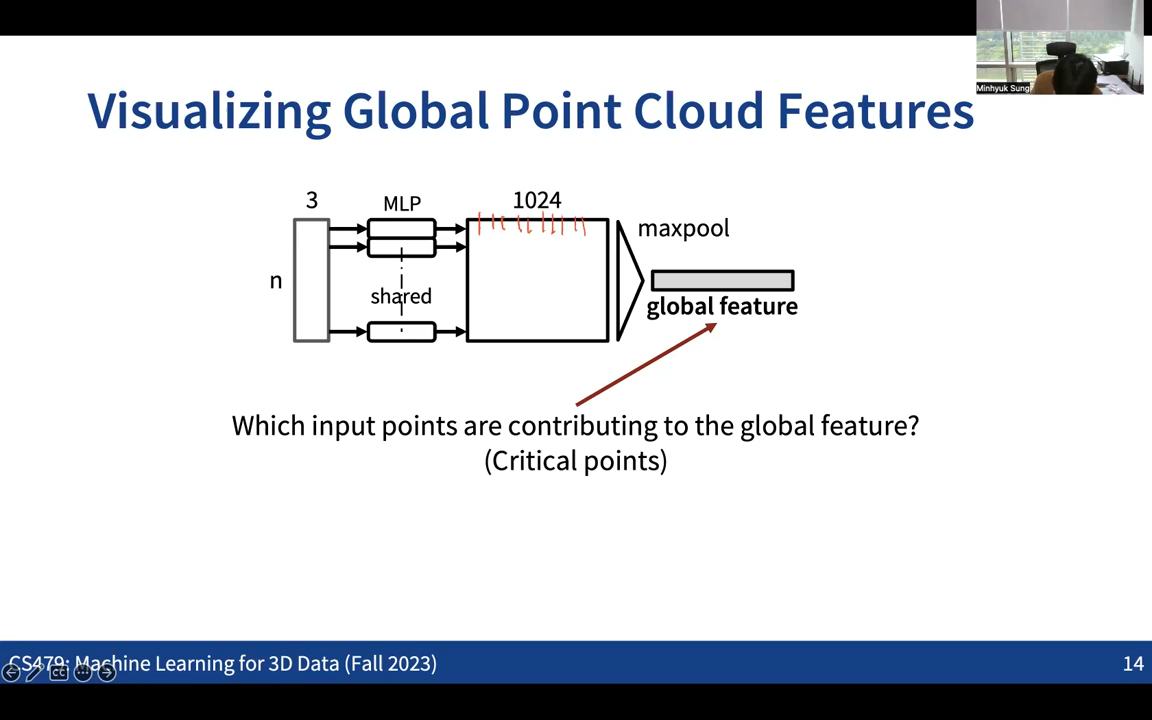 Minhyuk Sung
Visualizing Global Point Cloud Features
3
MLP
1024
maxpool
n
shared
global feature
Which input points are contributing to the global feature?
(Critical points)
CS479: Machine Learning for 3D Data (Fall 2023)
14